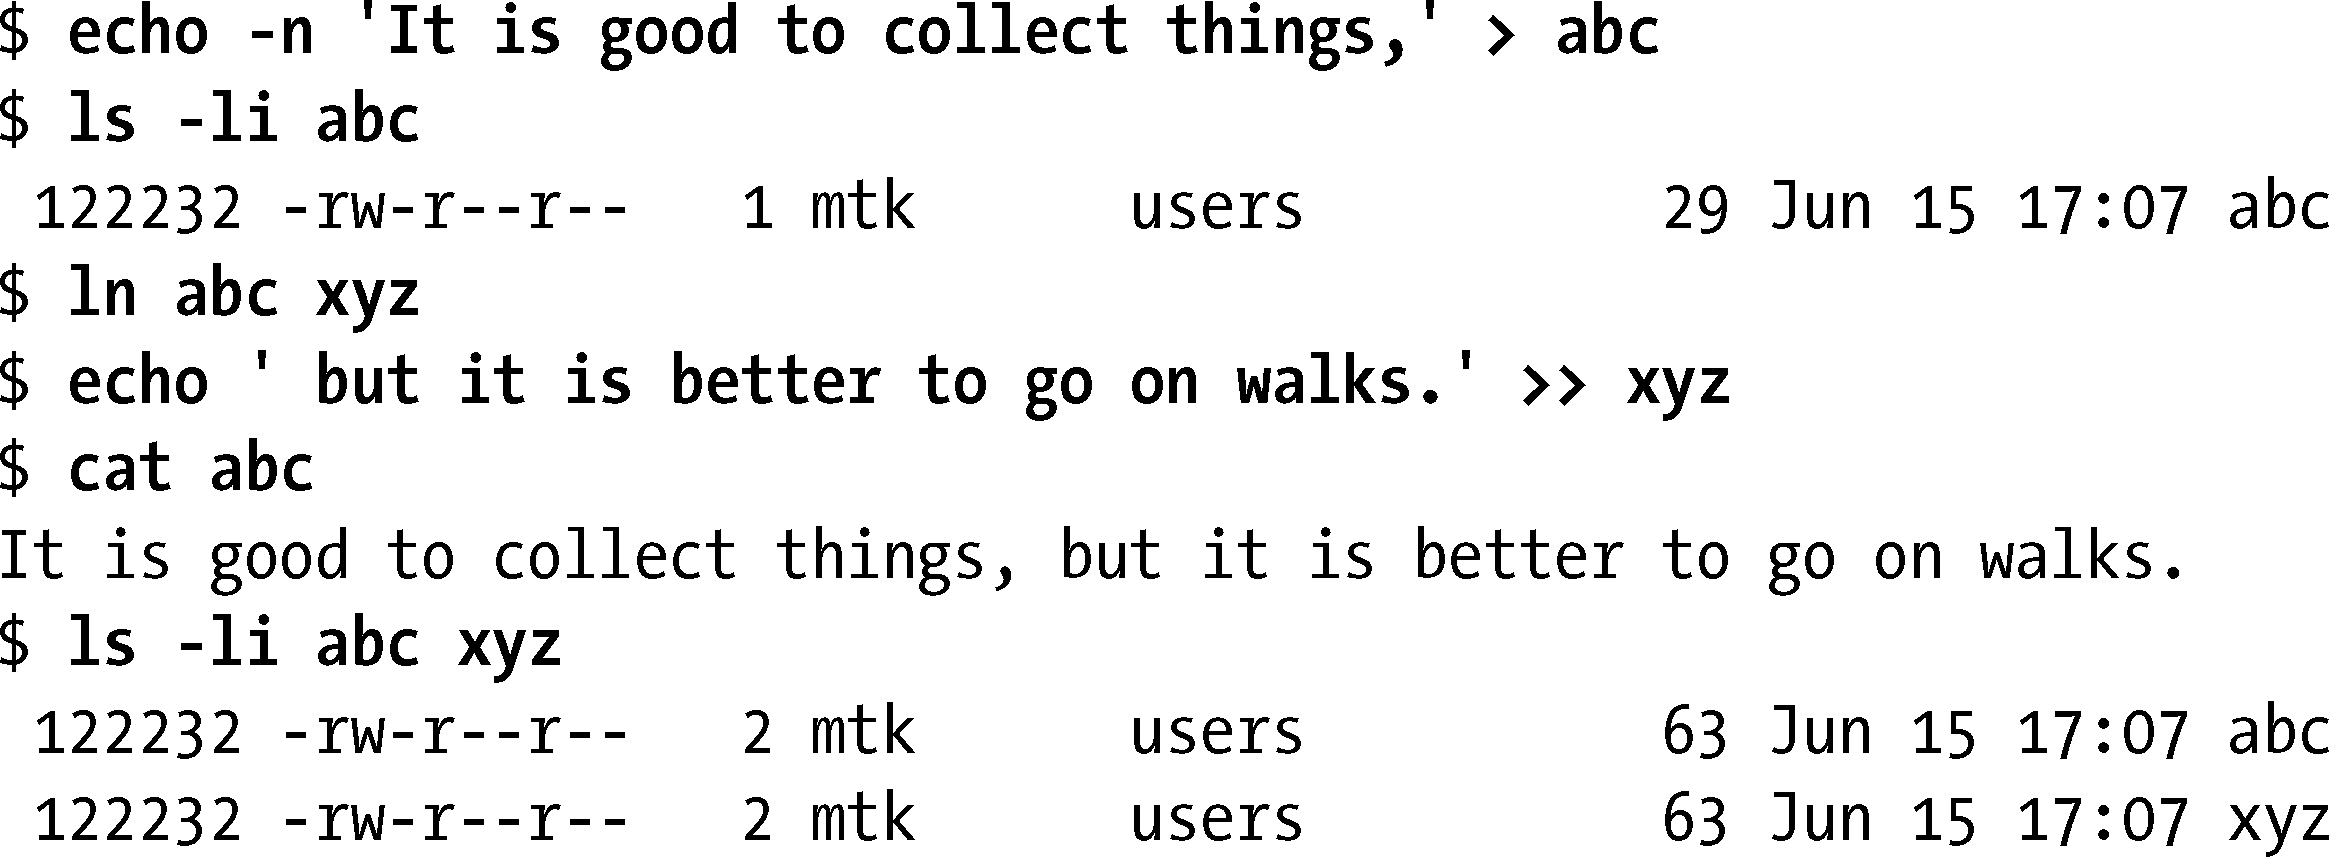 $ echo -n 'It is good to collect things,' > abc
$ ls -li abc
 122232 -rw-r--r--   1 mtk      users          29 Jun 15 17:07 abc
$ ln abc xyz
$ echo ' but it is better to go on walks.' >> xyz
$ cat abc
It is good to collect things, but it is better to go on walks.
$ ls -li abc xyz
 122232 -rw-r--r--   2 mtk      users          63 Jun 15 17:07 abc
 122232 -rw-r--r--   2 mtk      users          63 Jun 15 17:07 xyz